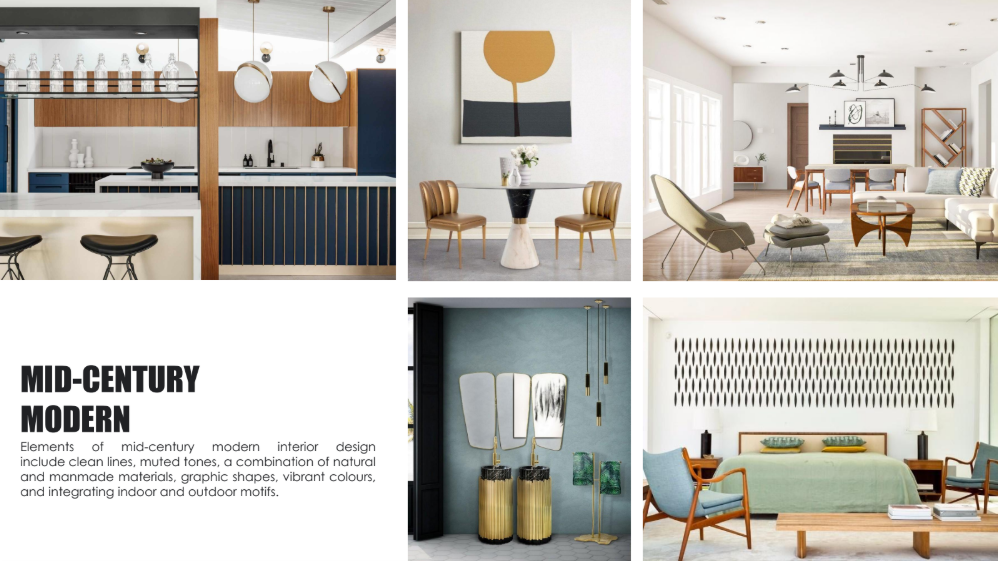 MID-CENTURY
MODERN
Elements of mid-century modern interior design
include clean lines, muted tones, a combination of natural
and manmade materials, graphic shapes, vibrant colours,
and integrating indoor and outdoor motifs.